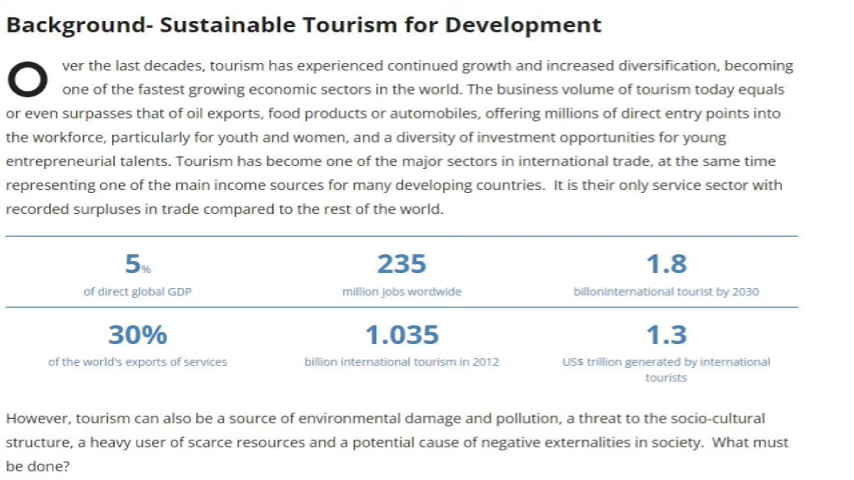 Background- Sustainable Tourism for Development
Over the last decades, tourism has experienced continued growth and increased diversification, becoming
one of the fastest growing economic sectors in the world. The business volume of tourism today equals
or even surpasses that of oil exports, food products or automobiles, offering millions of direct entry points into
the workforce, particularly for youth and women, and a diversity of investment opportunities for young
entrepreneurial talents. Tourism has become one of the major sectors in international trade, at the same time
representing one of the main income sources for many developing countries.  It is their only service sector with
recorded surpluses in trade compared to the rest of the world.
5% 235 1.8
of direct global GDP million jobs wordwide billoninternational tourist by 2030
30% 1.035 1.3
of the world's exports of services billion international tourism in 2012 US$ trillion generated by international
tourists
However, tourism can also be a source of environmental damage and pollution, a threat to the socio-cultural
structure, a heavy user of scarce resources and a potential cause of negative externalities in society.  What must
be done?